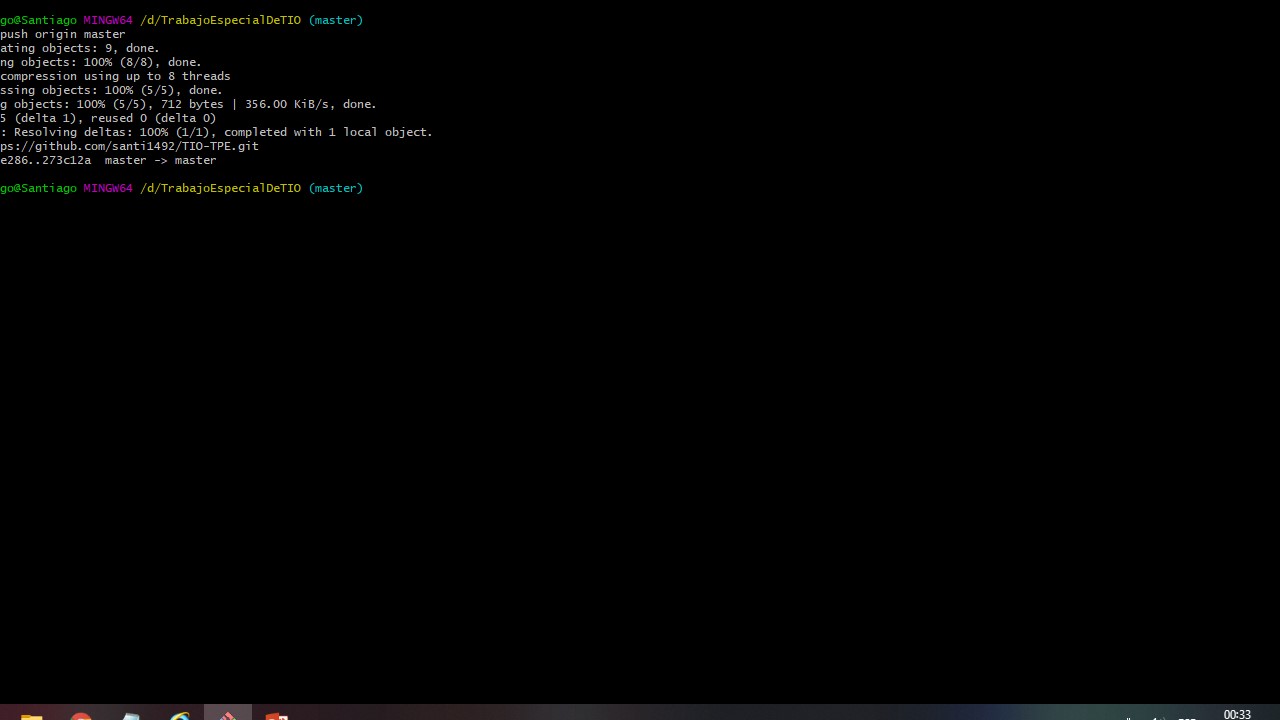 go@Santiago MINGW64 /d/TrabajoEspecialDeTIO (master)
push origin master
ating objects: 9, done.
ng objects: 100% (8/8), done.
compression using up to 8 threads
ssing objects: 100% (5/5), done.
g objects: 100% (5/5), 712 bytes | 356.00 KiB/s, done.
5 (delta 1), reused 0 (delta 0)
: Resolving deltas: 100% (1/1), completed with 1 local object.
ps://github.com/santi1492/TIO-TPE.git
e286..273c12a  master -> master
go@Santiago MINGW64 /d/TrabajoEspecialDeTIO (master)
00:33